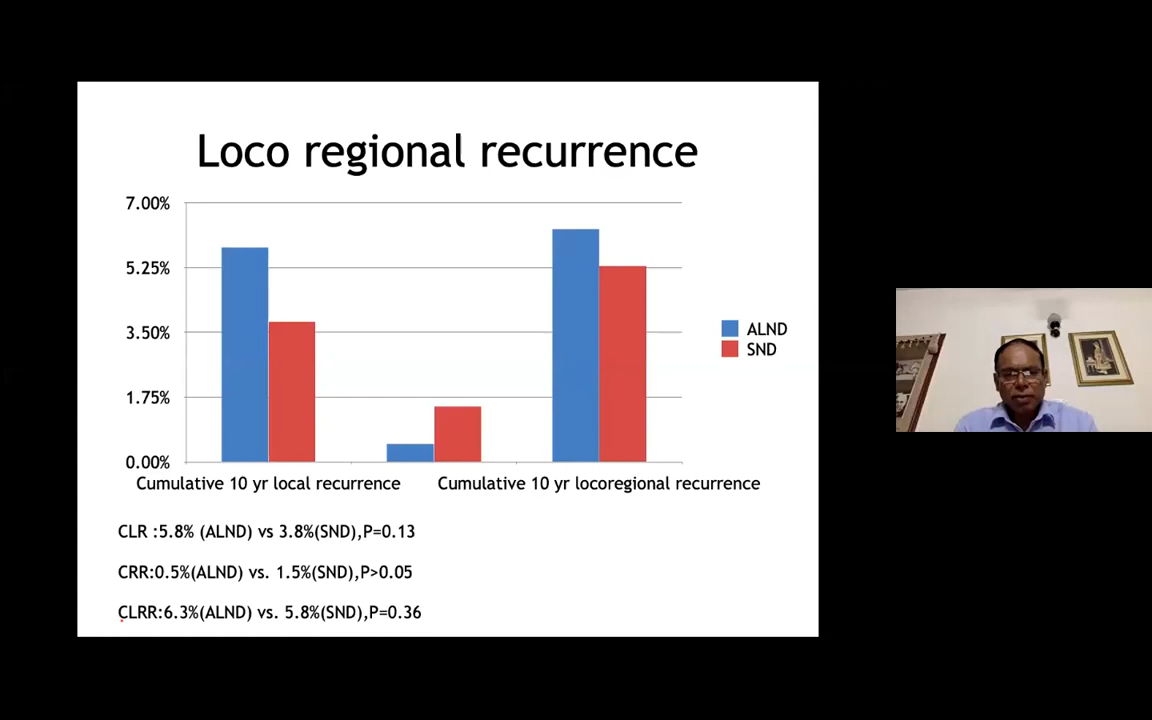 Loco regional recurrence
7.00%
5.25%
3.50%
1.75%
0.00%
ALND
SND
Cumulative 10 yr local recurrence
Cumulative 10 yr locoregional recurrence
CLR :5.8% (ALND) vs 3.8%(SND),P=0.13
CRR:0.5%(ALND) vs. 1.5%(SND),P>0.05
CLRR:6.3%(ALND) vs. 5.8%(SND),P=0.36